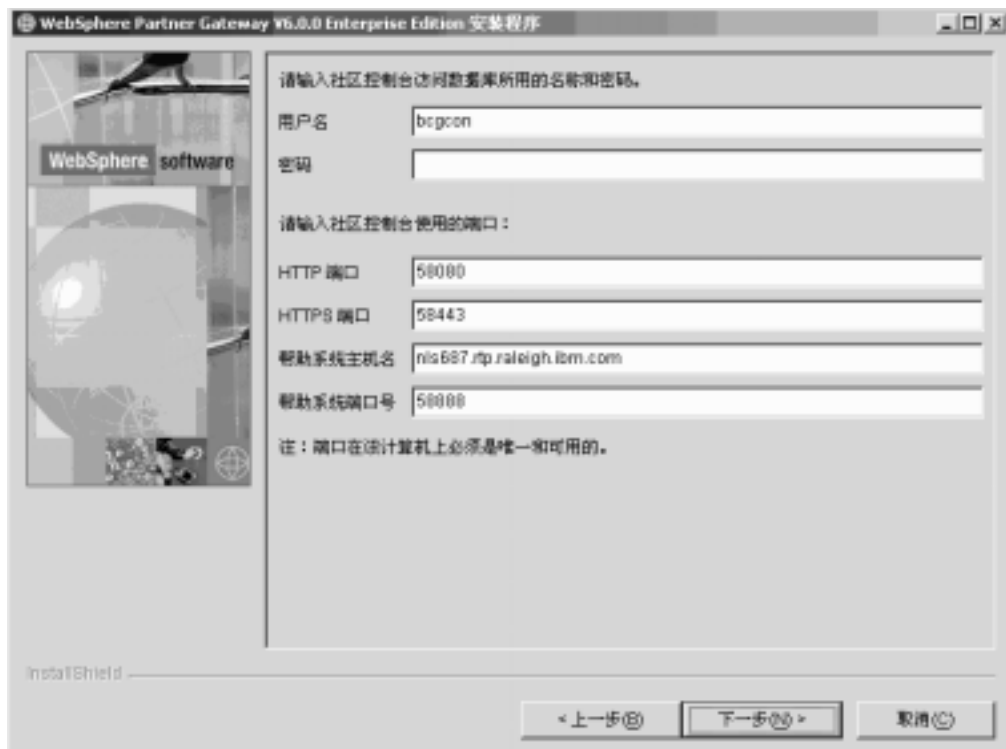 WebSphere Partner Gateway V6.0.0 Enterprise Edition 安装程序
WebSphere software
请输入社区控制台访问数据库所用的名称和密码。
用户名 bcgcon
密码
请输入社区控制台使用的端口：
HTTP 端口 58080
HTTPS 端口 58443
帮助系统主机名 nls687.rtp.raleigh.ibm.com
帮助系统端口号 58888
注：端口在该计算机上必须是唯一和可用的。
InstallShield
<上一步(B) 下一步(N)> 取消(C)